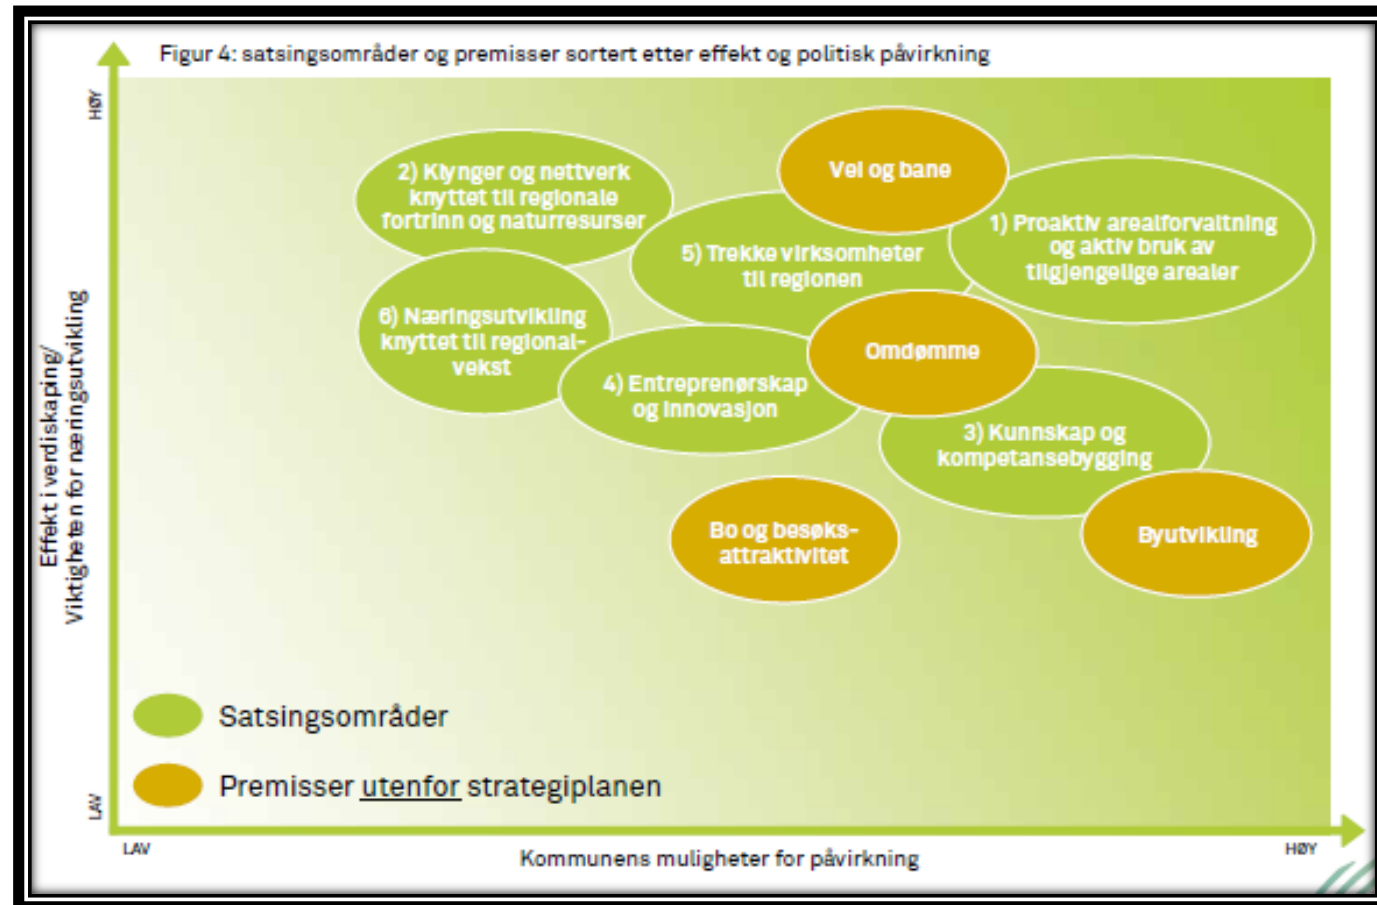 Figur 4: satsingsområder og premisser sortert etter effekt og politisk påvirkning
HØY
Effekt i verdiskaping/
Viktigheten for næringsutvikling
LAV
2) Klynger og nettverk
knyttet til regionale
fortrinn og naturresurser
Vei og bane
1) Proaktiv arealforvaltning
og aktiv bruk av
tilgjengelige arealer
5) Trekke virksomheter
til regionen
6) Næringsutvikling
knyttet til regional-
vekst
Omdømme
4) Entreprenørskap
og innovasjon
3) Kunnskap og
kompetansebygging
Bo og besøks-
attraktivitet
Byutvikling
Satsingsområder
Premisser utenfor strategiplanen
LAV
Kommunens muligheter for påvirkning
HØY